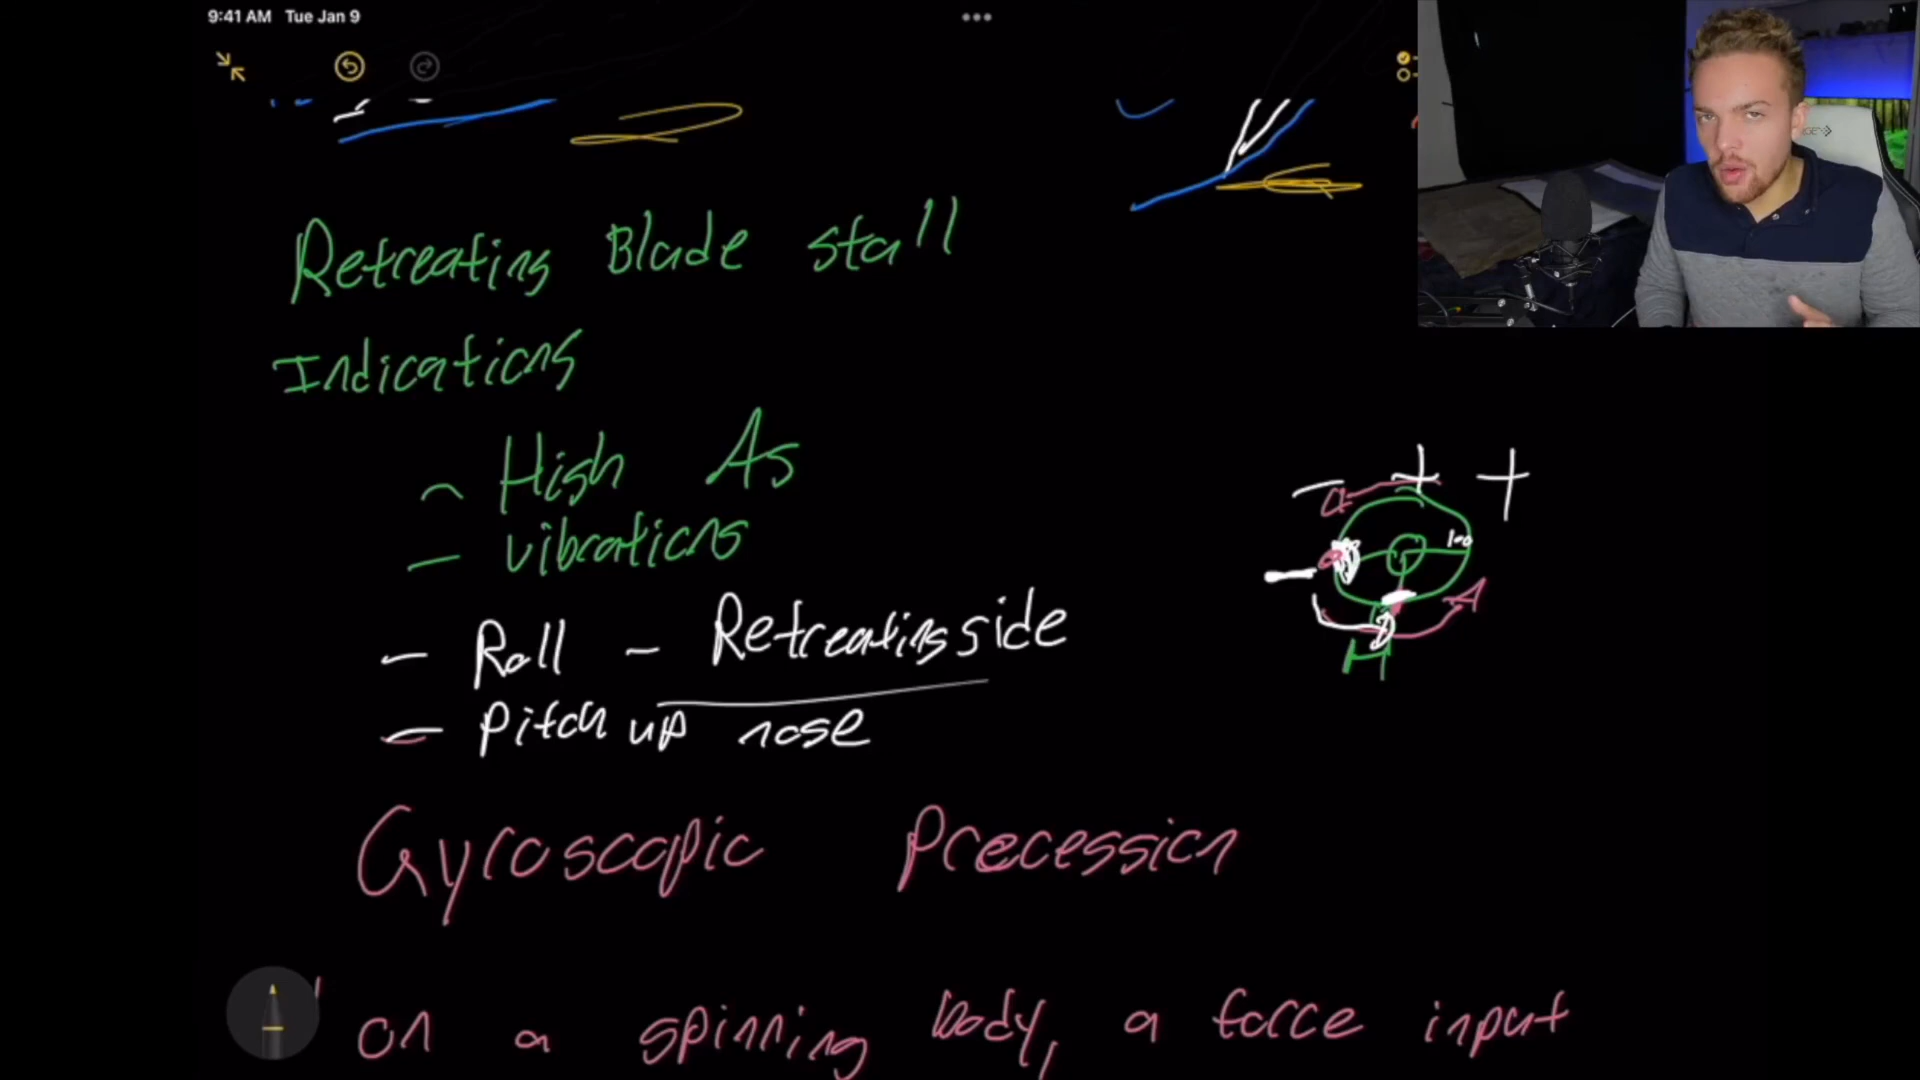 9:41 AM Tue Jan 9
Retreating Blade stall
Indications
- High As
- vibrations
- Roll - Retreating side
- Pitch up nose
- + +
100
-
A
H
Gyroscopic Precession
on a spinning body, a force input